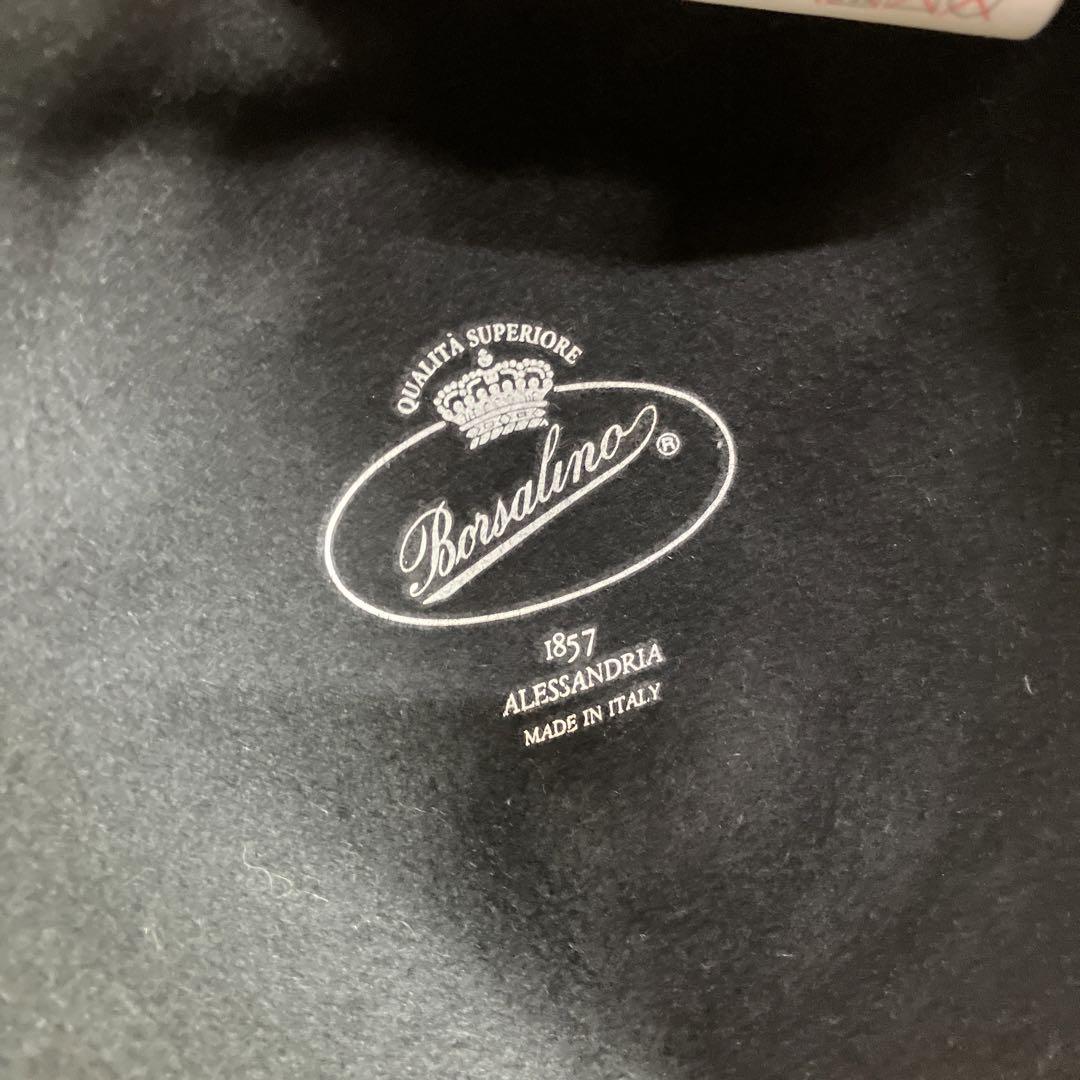 QUALITÀ SUPERIORE
Borsalino®
1857
ALESSANDRIA
MADE IN ITALY